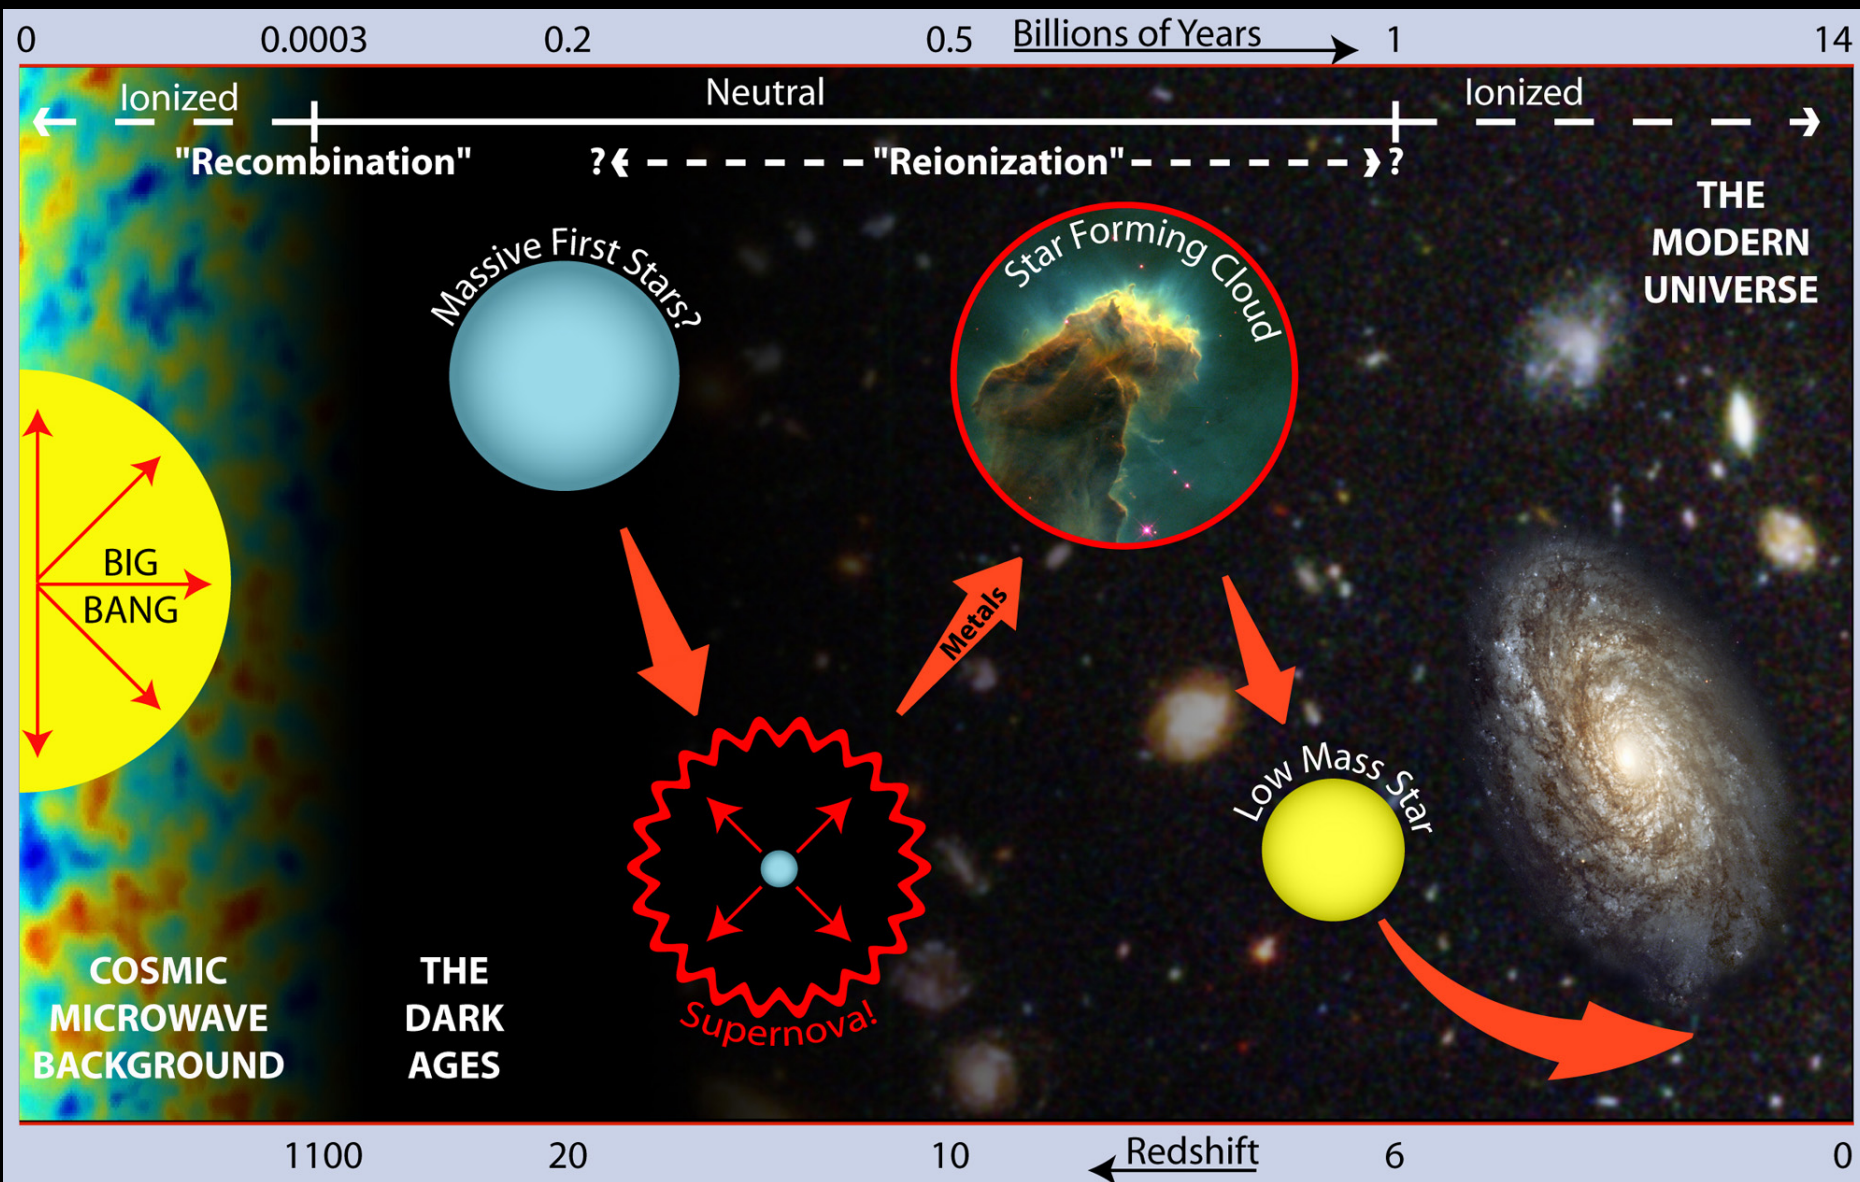 0 0.0003 0.2 0.5 Billions of Years 1 14
Ionized Neutral Ionized
"Recombination" ? "Reionization" ?
THE
MODERN
UNIVERSE
Massive First Stars?
Star Forming Cloud
BIG
BANG
Metals
Low Mass Star
Supernova!
COSMIC
MICROWAVE
BACKGROUND
THE
DARK
AGES
1100 20 10 Redshift 6 0